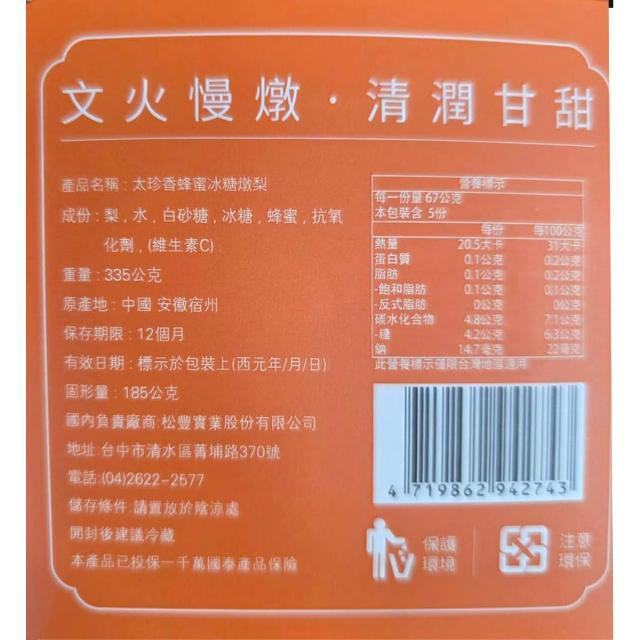 文火慢燉·清潤甘甜
產品名稱:太珍香蜂蜜冰糖燉梨
成份:梨,水,白砂糖,冰糖,蜂蜜,抗氧
化劑,(維生素C)
重量:335公克
原產地:中國 安徽宿州
保存期限:12個月
有效日期:標示於包裝上(西元年/月/日)
固形量:185公克
國內負責廠商:松豐實業股份有限公司
地址:台中市清水區菁埔路370號
電話:(04)2622-2577
儲存條件:請置放於陰涼處
開封後建議冷藏
本產品已投保一千萬國泰產品保險
營養標示
每一份量 67公克
本包裝含 5份
每份 每100公克
熱量 20.5大卡 31大卡
蛋白質 0.1公克 0.2公克
脂肪 0.1公克 0.2公克
-飽和脂肪 0.1公克 0.1公克
-反式脂肪 0公克 0公克
碳水化合物 4.8公克 7.1公克
-糖 4.2公克 6.3公克
鈉 14.7毫克 22毫克
此營養標示僅限台灣地區適用
4 719862 942743
保護
環境
注意
環保